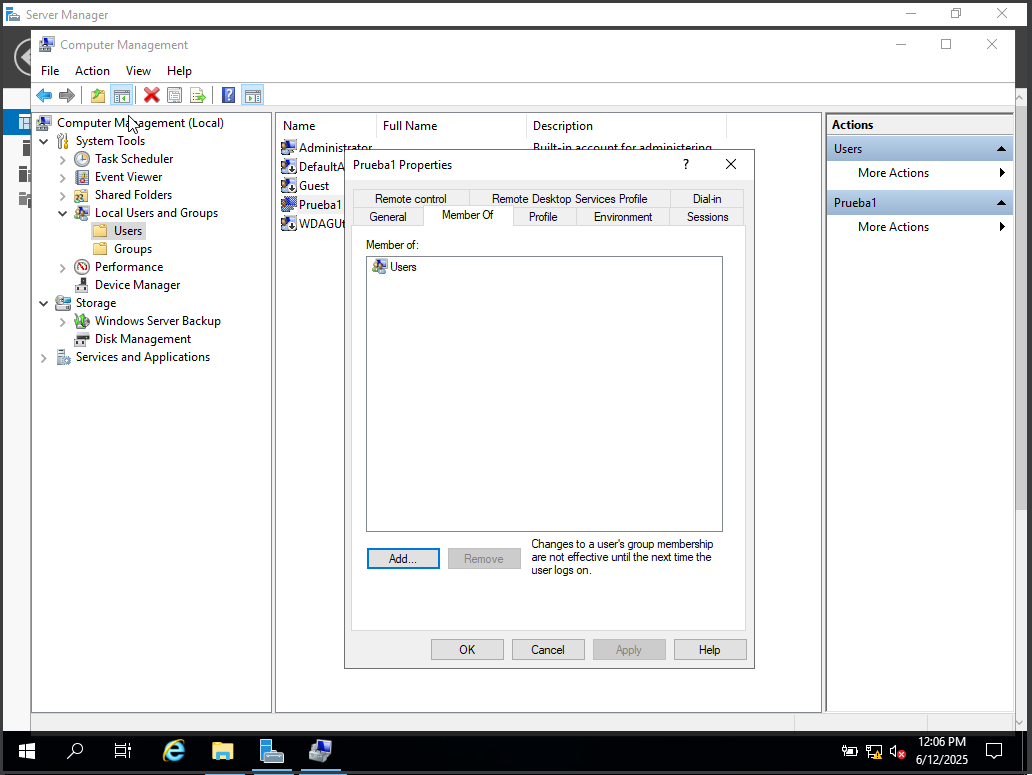 Server Manager
Computer Management
File Action View Help
Computer Management (Local)
System Tools
Task Scheduler
Event Viewer
Shared Folders
Local Users and Groups
Users
Groups
Performance
Device Manager
Storage
Windows Server Backup
Disk Management
Services and Applications
Name Full Name Description
Administrator Built-in account for administering
DefaultA
Guest
Prueba1
WDAGUt
Prueba1 Properties
?
Remote control Remote Desktop Services Profile Dial-in
General Member Of Profile Environment Sessions
Member of:
Users
Add... Remove
Changes to a user's group membership
are not effective until the next time the
user logs on.
OK Cancel Apply Help
Actions
Users
More Actions
Prueba1
More Actions
12:06 PM
6/12/2025